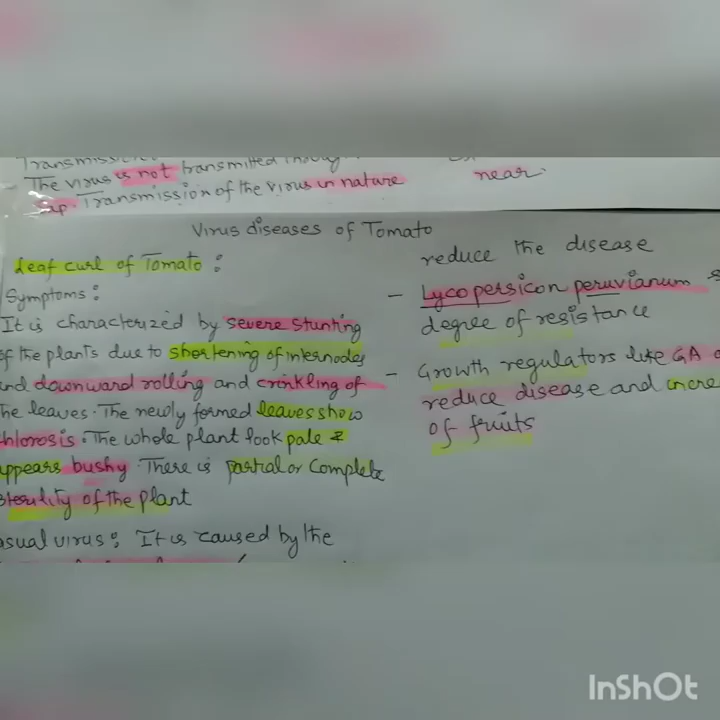 The virus is not transmitted
near.
sap. Transmission of the virus in nature
Virus diseases of Tomato
Leaf curl of Tomato :
Symptoms :
It is characterized by severe stunting
of the plants due to shortening of internodes
and downward rolling and crinkling of
the leaves. The newly formed leaves show
chlorosis. The whole plant look pale &
appears bushy. There is partial or complete
sterility of the plant
asual virus : It is caused by the
reduce the disease
- Lycopersicon peruvianum
degree of resistance
- Growth regulators like GA
reduce disease and incre
of fruits
InShOt